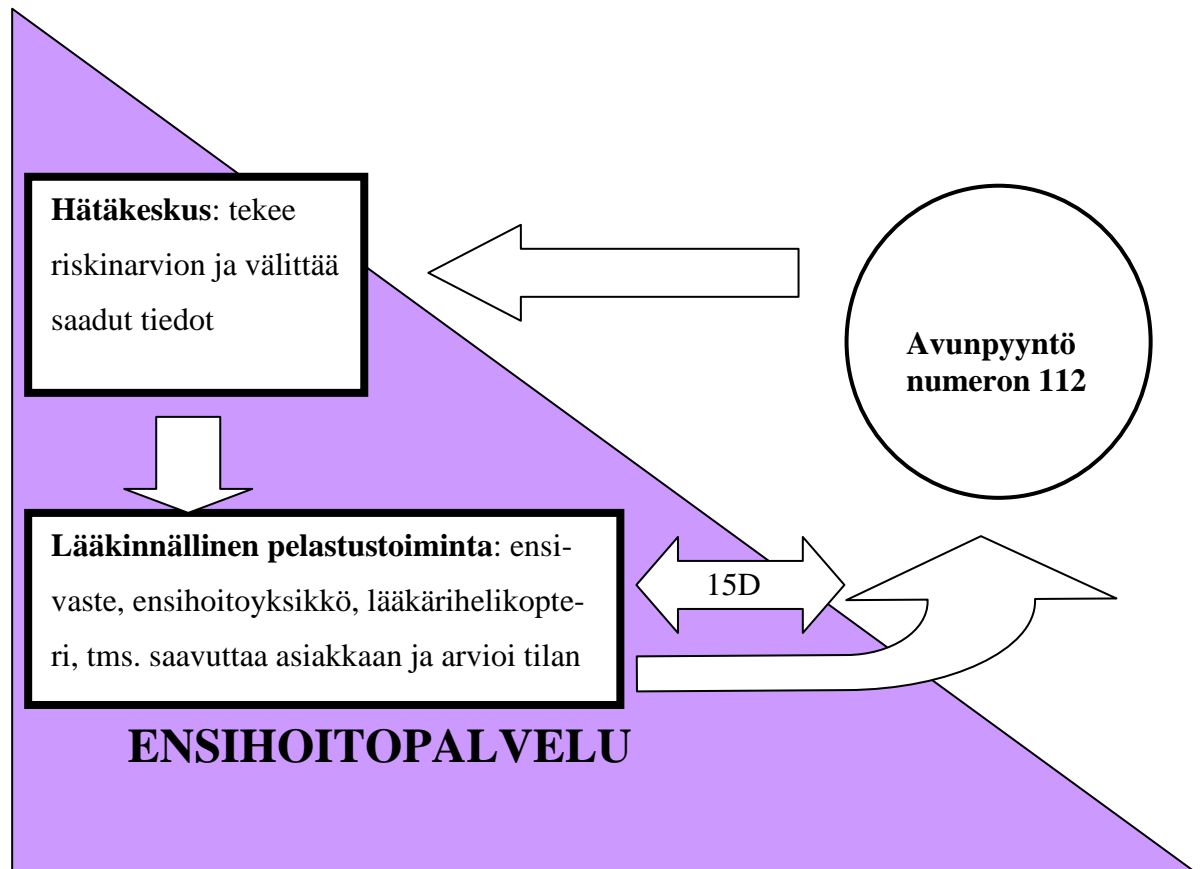 Hätäkeskus: tekee
riskinarvion ja välittää
saadut tiedot
Avunpyyntö
numeron 112
Lääkinnällinen pelastustoiminta: ensi-
vaste, ensihoitoyksikkö, lääkärihelikopte-
ri, tms. saavuttaa asiakkaan ja arvioi tilan
15D
ENSIHOITOPALVELU